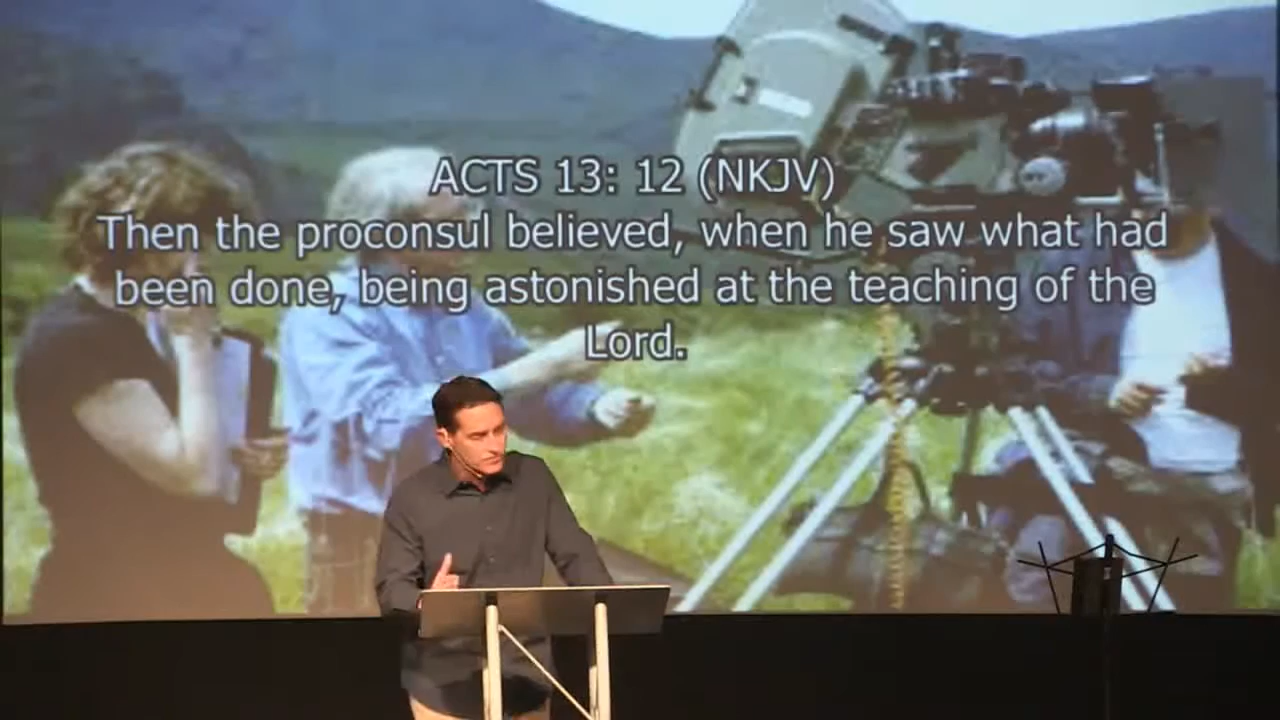 ACTS 13: 12 (NKJV)
Then the proconsul believed, when he saw what had
been done, being astonished at the teaching of the
Lord.